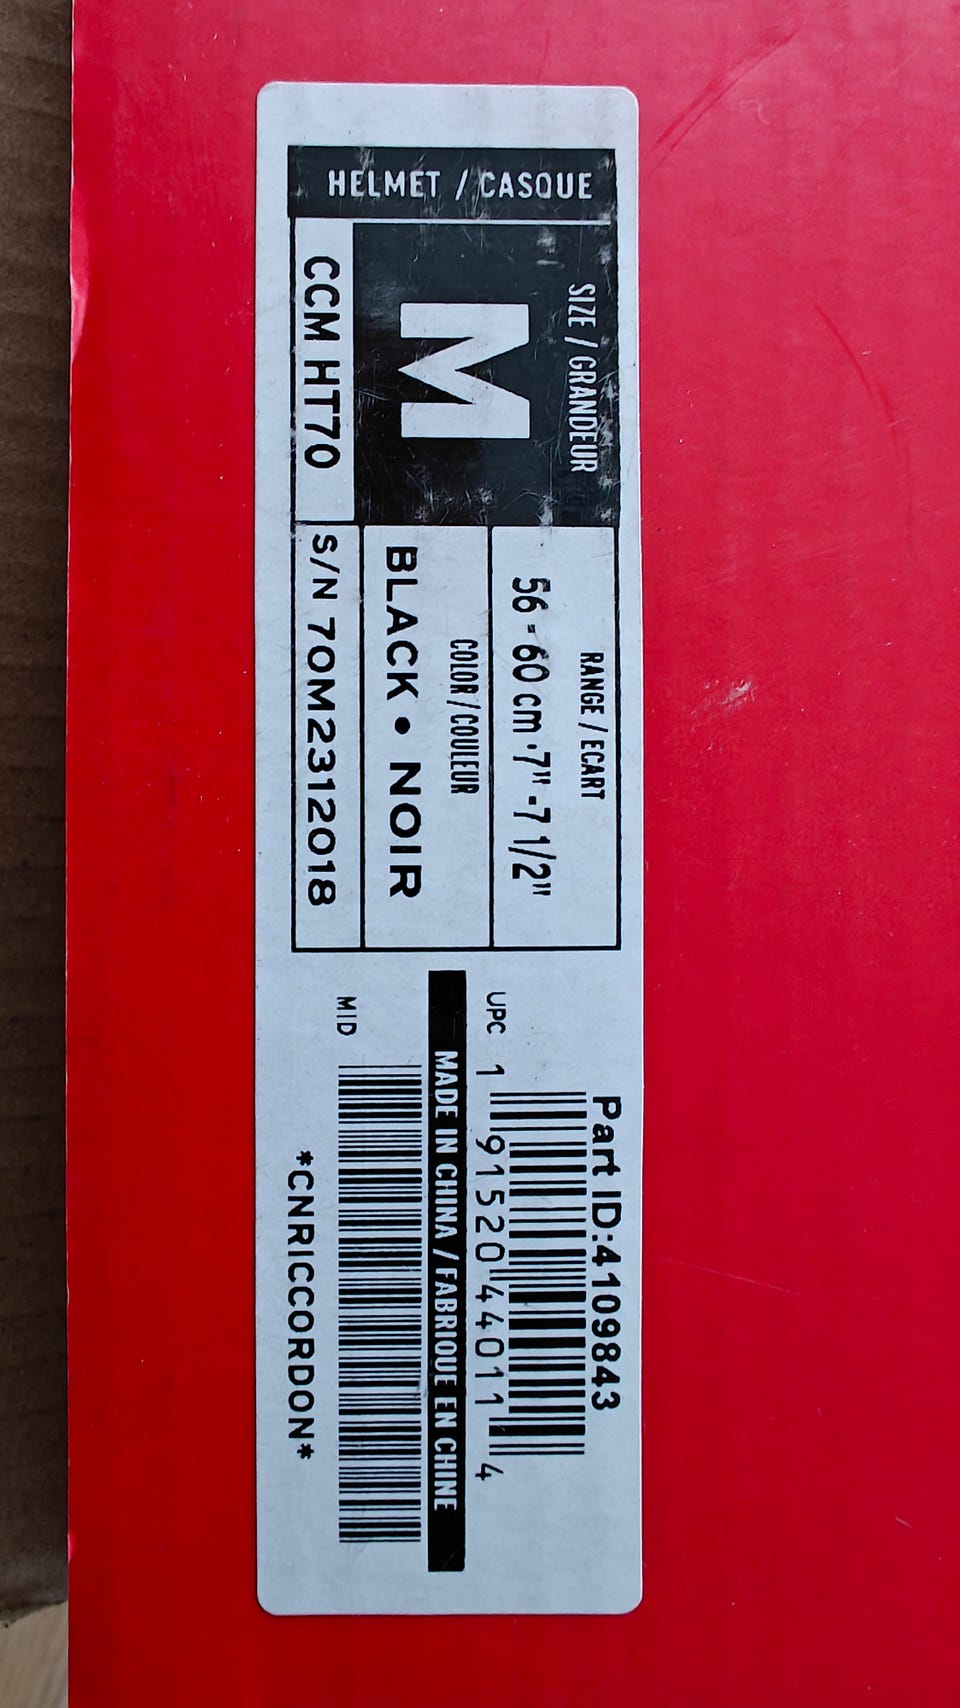 HELMET / CASQUE
SIZE / GRANDEUR
M
CCM HT70
RANGE / ECART
56 - 60 cm • 7" - 7 1/2"
COLOR / COULEUR
BLACK • NOIR
S/N 70M2312018
Part ID:4109843
UPC 1 91520 44011 4
MADE IN CHINA / FABRIQUE EN CHINE
MID
*CNRICCORDON*